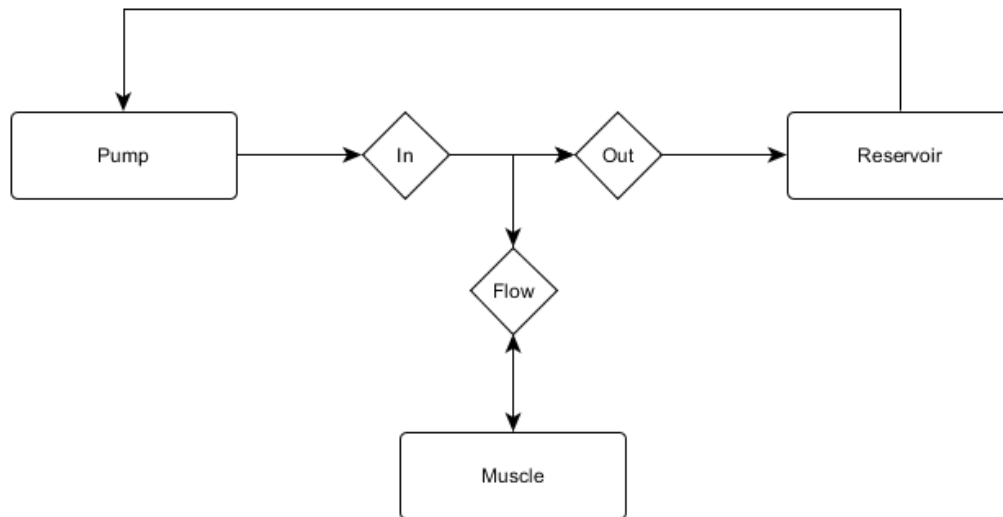 Pump
In
Out
Reservoir
Flow
Muscle